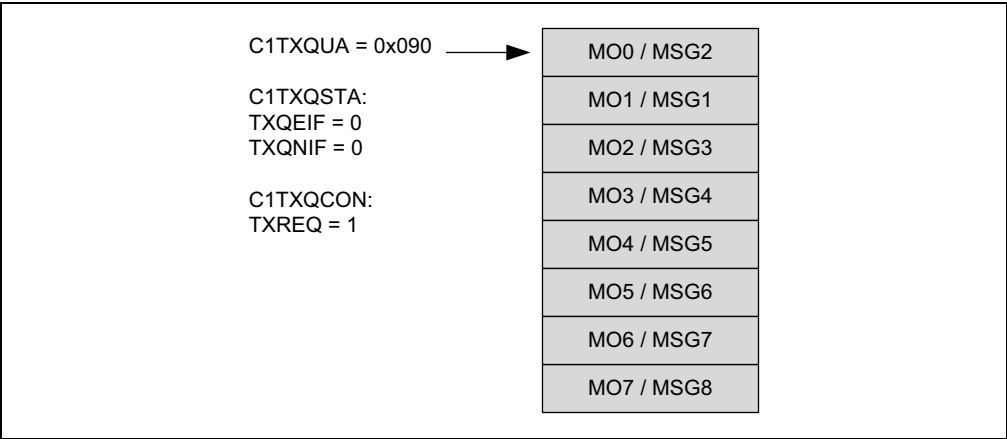 C1TXQUA = 0x090
C1TXQSTA:
TXQEIF = 0
TXQNIF = 0
C1TXQCON:
TXREQ = 1
MO0 / MSG2
MO1 / MSG1
MO2 / MSG3
MO3 / MSG4
MO4 / MSG5
MO5 / MSG6
MO6 / MSG7
MO7 / MSG8